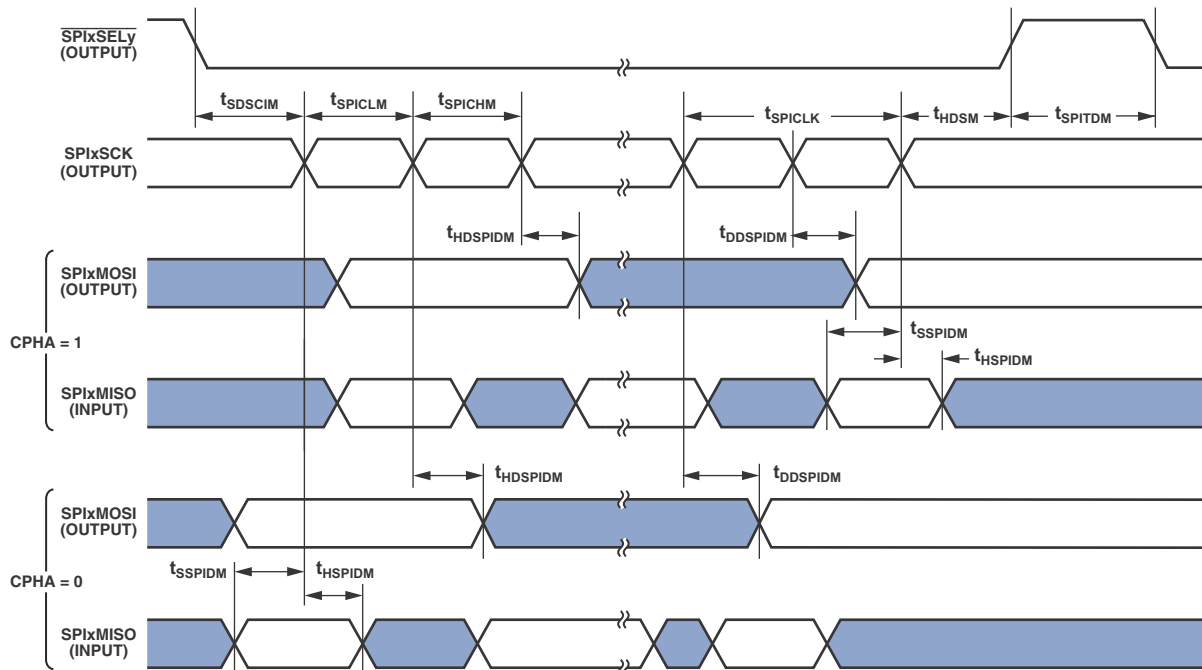 SPIxSELy
(OUTPUT)
tSDSCIM tSPICLM tSPICHM tSPICLK tHDSM tSPITDM
SPIxSCK
(OUTPUT)
tHDSPIDM tDDSPIDM
SPIxMOSI
(OUTPUT)
CPHA = 1
tSSPIDM
tHSPIDM
SPIxMISO
(INPUT)
tHDSPIDM tDDSPIDM
SPIxMOSI
(OUTPUT)
CPHA = 0
tSSPIDM tHSPIDM
SPIxMISO
(INPUT)